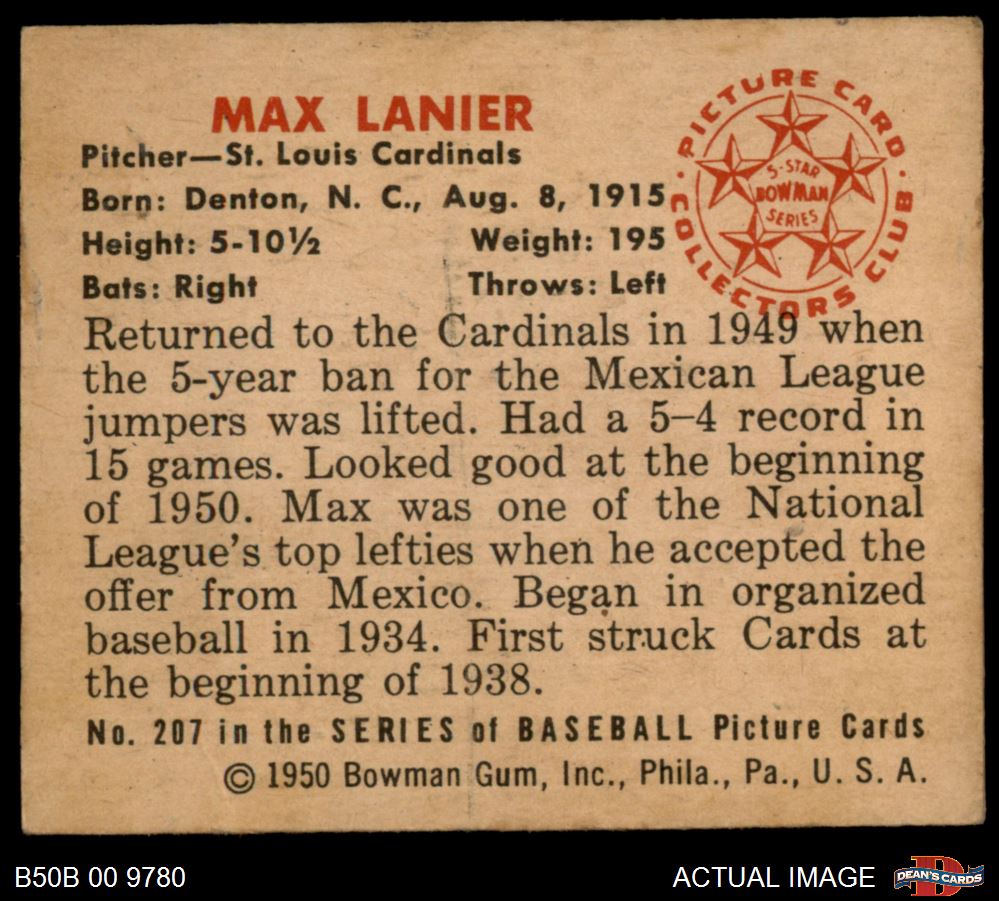 MAX LANIER
Pitcher—St. Louis Cardinals
Born: Denton, N. C., Aug. 8, 1915
Height: 5-10½ Weight: 195
Bats: Right Throws: Left
PICTURE CARD
COLLECTORS CLUB
5-STAR
BOWMAN
SERIES
Returned to the Cardinals in 1949 when
the 5-year ban for the Mexican League
jumpers was lifted. Had a 5–4 record in
15 games. Looked good at the beginning
of 1950. Max was one of the National
League's top lefties when he accepted the
offer from Mexico. Began in organized
baseball in 1934. First struck Cards at
the beginning of 1938.
No. 207 in the SERIES of BASEBALL Picture Cards
© 1950 Bowman Gum, Inc., Phila., Pa., U. S. A.
B50B 00 9780
ACTUAL IMAGE
DEAN'S CARDS